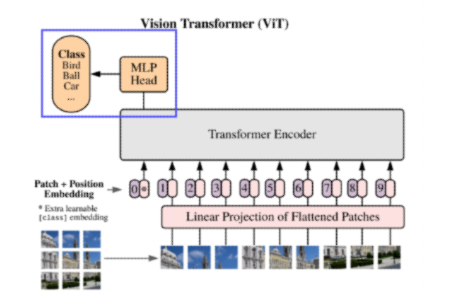 Vision Transformer (ViT)
Class
Bird
Ball
Car
...
MLP
Head
Transformer Encoder
Patch + Position
Embedding
* Extra learnable
[class] embedding
0 * 1 2 3 4 5 6 7 8 9
Linear Projection of Flattened Patches